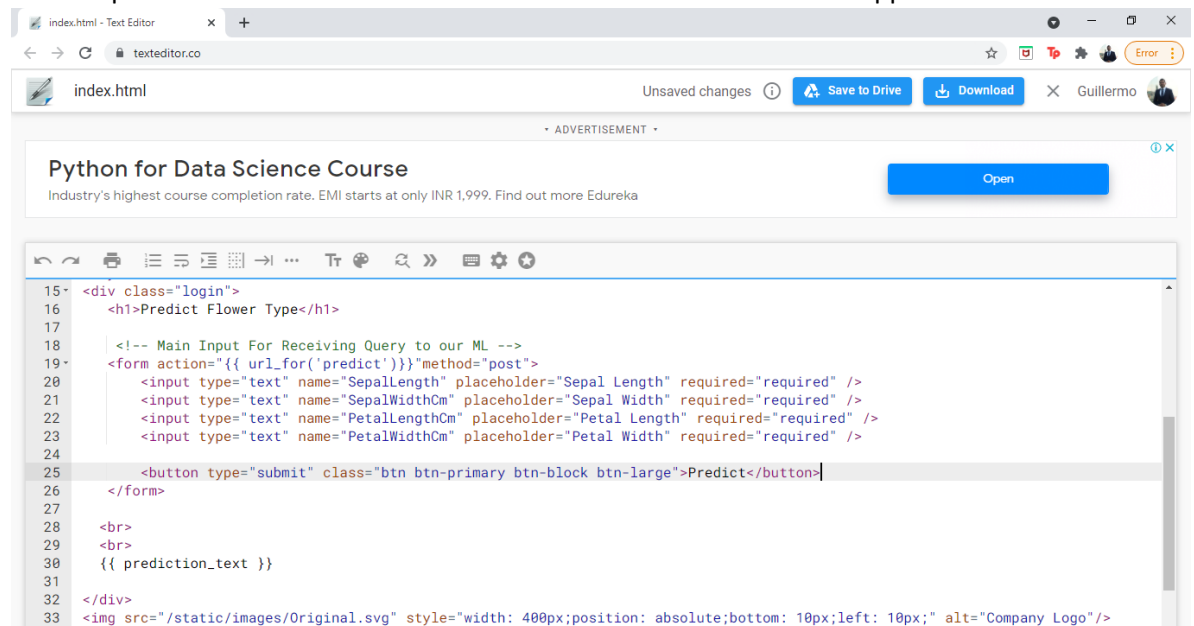 index.html - Text Editor
texteditor.co
Error
index.html
Unsaved changes
Save to Drive
Download
Guillermo
• ADVERTISEMENT •
Python for Data Science Course
Industry's highest course completion rate. EMI starts at only INR 1,999. Find out more Edureka
Open
15 <div class="login">
16 <h1>Predict Flower Type</h1>
17
18 <!-- Main Input For Receiving Query to our ML -->
19 <form action="{{ url_for('predict')}}"method="post">
20 <input type="text" name="SepalLength" placeholder="Sepal Length" required="required" />
21 <input type="text" name="SepalWidthCm" placeholder="Sepal Width" required="required" />
22 <input type="text" name="PetalLengthCm" placeholder="Petal Length" required="required" />
23 <input type="text" name="PetalWidthCm" placeholder="Petal Width" required="required" />
24
25 <button type="submit" class="btn btn-primary btn-block btn-large">Predict</button>
26 </form>
27
28 <br>
29 <br>
30 {{ prediction_text }}
31
32 </div>
33 <img src="/static/images/Original.svg" style="width: 400px;position: absolute;bottom: 10px;left: 10px;" alt="Company Logo"/>